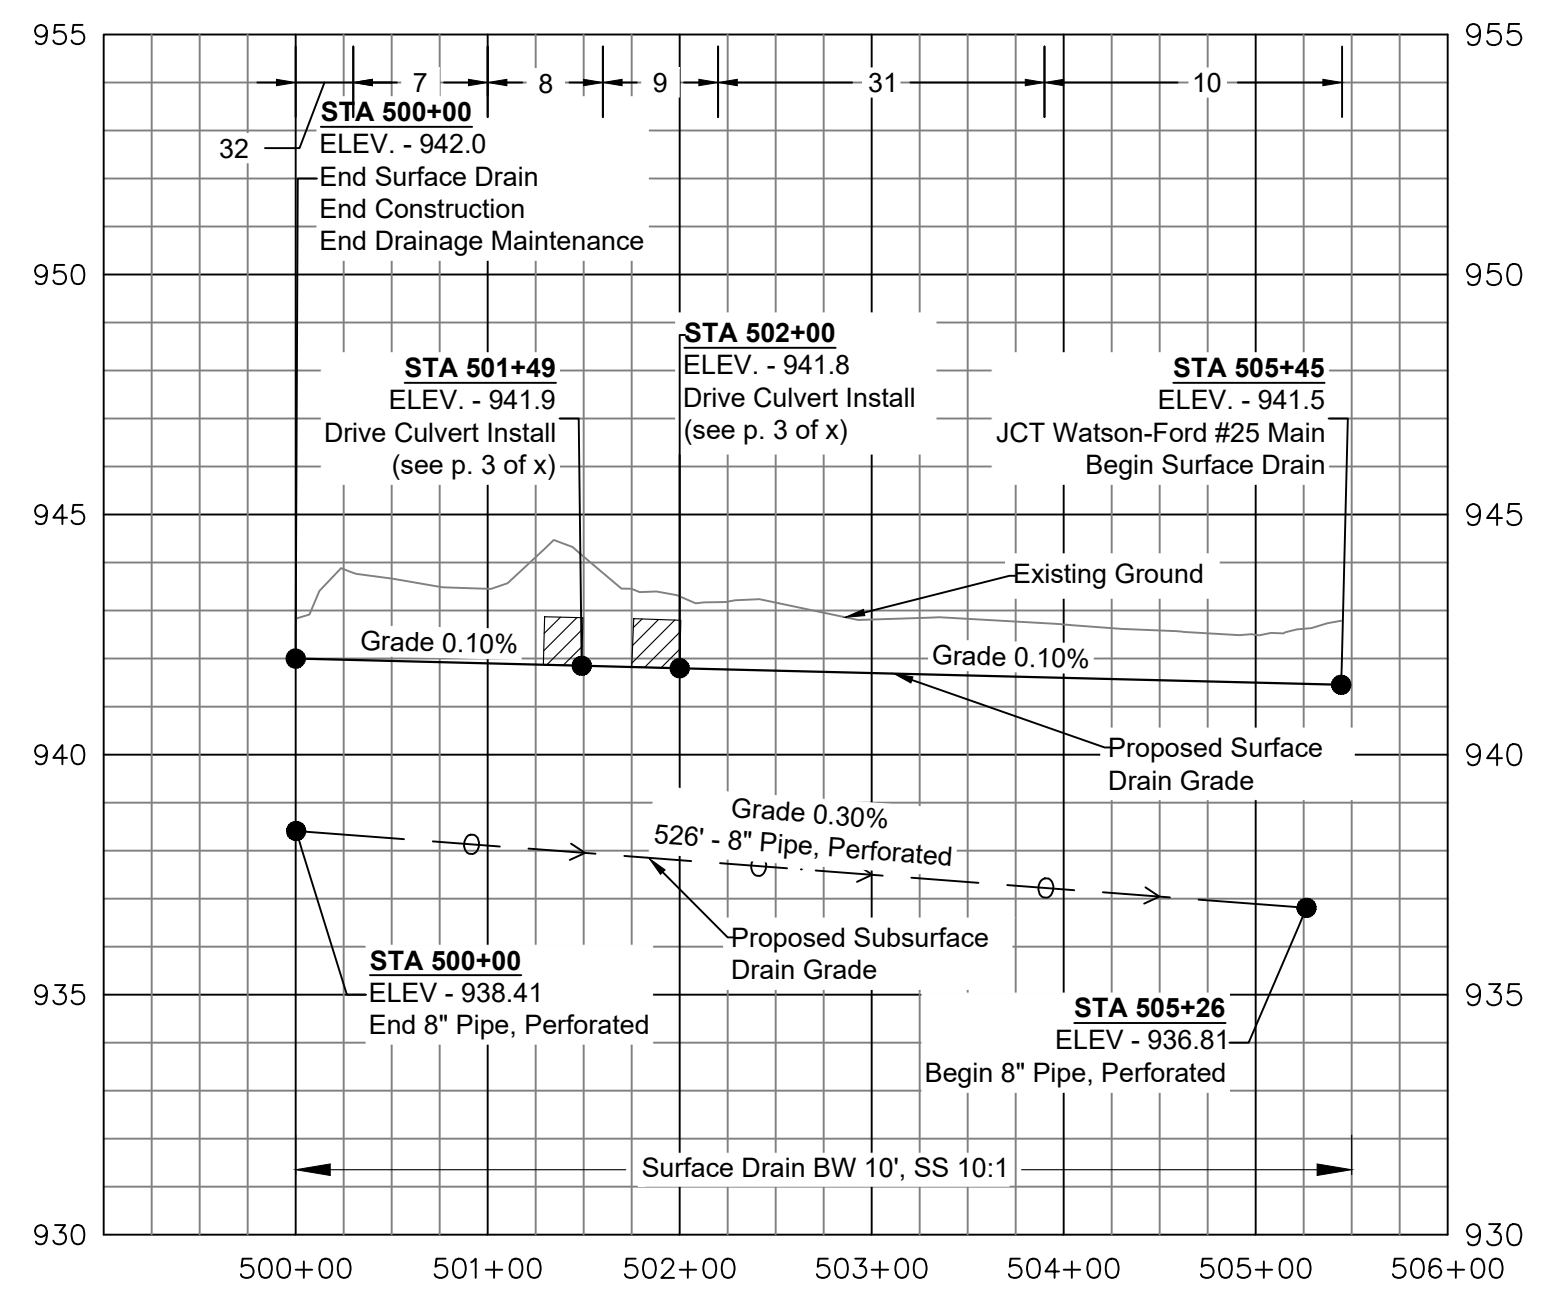 955
955
7
8
9
31
10
32
STA 500+00
ELEV. - 942.0
End Surface Drain
End Construction
End Drainage Maintenance
950
950
STA 501+49
ELEV. - 941.9
Drive Culvert Install
(see p. 3 of x)
STA 502+00
ELEV. - 941.8
Drive Culvert Install
(see p. 3 of x)
STA 505+45
ELEV. - 941.5
JCT Watson-Ford #25 Main
Begin Surface Drain
945
945
Existing Ground
Grade 0.10%
Grade 0.10%
940
940
Proposed Surface
Drain Grade
Grade 0.30%
526' - 8" Pipe, Perforated
Proposed Subsurface
Drain Grade
STA 500+00
ELEV - 938.41
End 8" Pipe, Perforated
935
935
STA 505+26
ELEV - 936.81
Begin 8" Pipe, Perforated
Surface Drain BW 10', SS 10:1
930
930
500+00
501+00
502+00
503+00
504+00
505+00
506+00